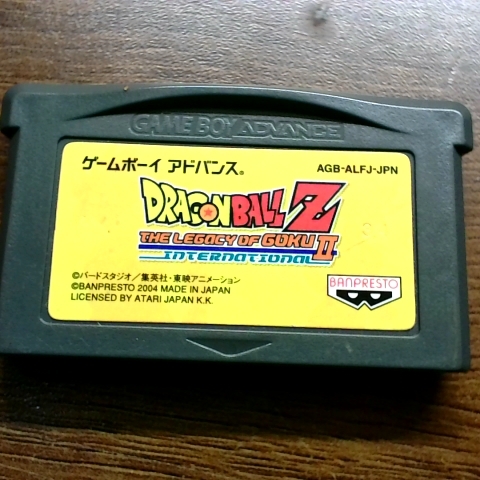 GAME BOY ADVANCE
ゲームボーイ アドバンス® AGB-ALFJ-JPN
DRAGON BALL Z
THE LEGACY OF GOKU II
INTERNATIONAL
©バードスタジオ/集英社・東映アニメーション
©BANPRESTO 2004 MADE IN JAPAN
LICENSED BY ATARI JAPAN K.K.
BANPRESTO